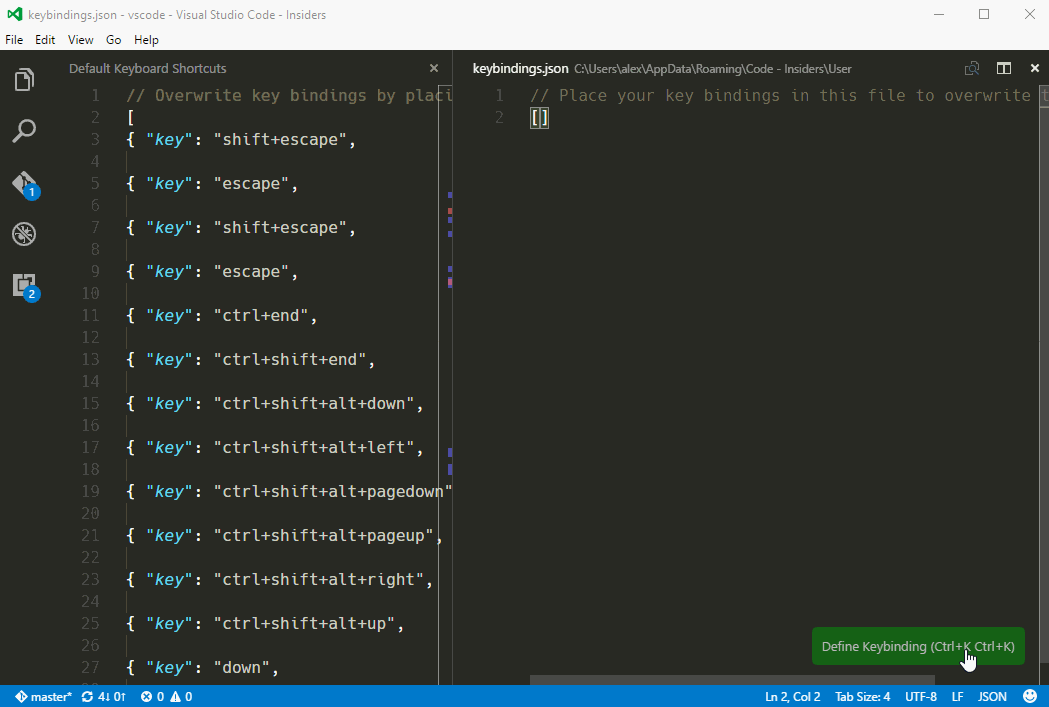 keybindings.json - vscode - Visual Studio Code - Insiders
File Edit View Go Help
Default Keyboard Shortcuts
1 // Overwrite key bindings by placi
2 [
3 { "key": "shift+escape",
4
5 { "key": "escape",
6
7 { "key": "shift+escape",
8
9 { "key": "escape",
10
11 { "key": "ctrl+end",
12
13 { "key": "ctrl+shift+end",
14
15 { "key": "ctrl+shift+alt+down",
16
17 { "key": "ctrl+shift+alt+left",
18
19 { "key": "ctrl+shift+alt+pagedown"
20
21 { "key": "ctrl+shift+alt+pageup",
22
23 { "key": "ctrl+shift+alt+right",
24
25 { "key": "ctrl+shift+alt+up",
26
27 { "key": "down",
keybindings.json C:\Users\alex\AppData\Roaming\Code - Insiders\User
1 // Place your key bindings in this file to overwrite t
2 []
1
2
Define Keybinding (Ctrl+K Ctrl+K)
master* 4↓ 0↑ 0 0 Ln 2, Col 2 Tab Size: 4 UTF-8 LF JSON